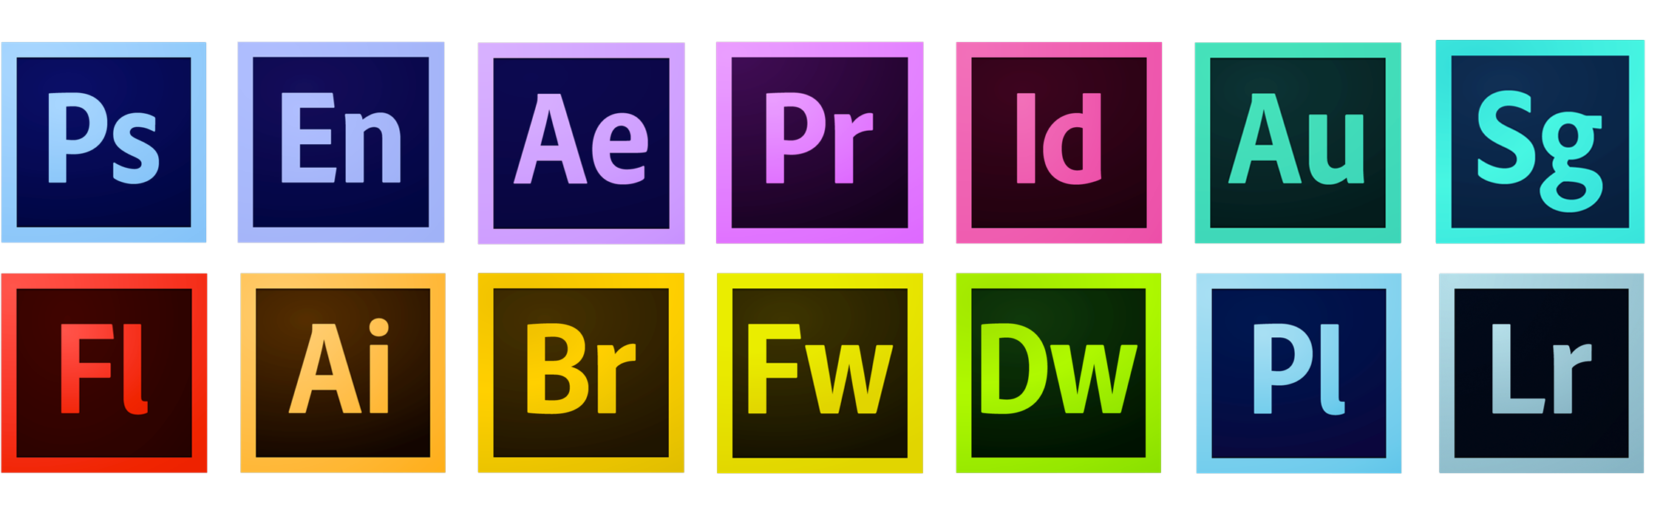 Ps En Ae Pr Id Au Sg
Fl Ai Br Fw Dw Pl Lr